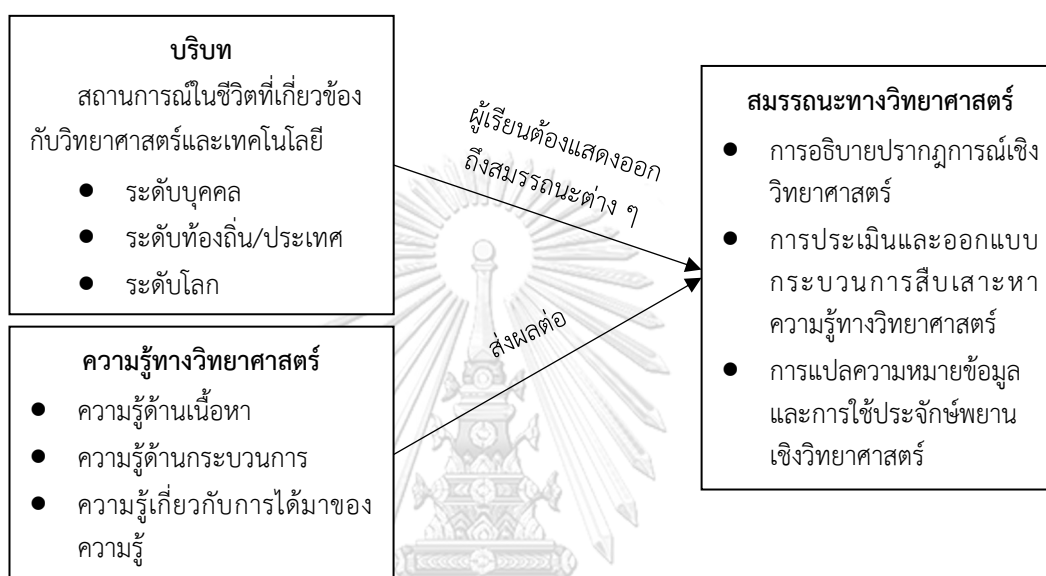 บริบท
สถานการณ์ในชีวิตที่เกี่ยวข้อง
กับวิทยาศาสตร์และเทคโนโลยี
● ระดับบุคคล
● ระดับท้องถิ่น/ประเทศ
● ระดับโลก
ความรู้ทางวิทยาศาสตร์
● ความรู้ด้านเนื้อหา
● ความรู้ด้านกระบวนการ
● ความรู้เกี่ยวกับการได้มาของ
ความรู้
ผู้เรียนต้องแสดงออก
ถึงสมรรถนะต่าง ๆ
ส่งผลต่อ
สมรรถนะทางวิทยาศาสตร์
● การอธิบายปรากฏการณ์เชิง
วิทยาศาสตร์
● การประเมินและออกแบบ
กระบวนการสืบเสาะหา
ความรู้ทางวิทยาศาสตร์
● การแปลความหมายข้อมูล
และการใช้ประจักษ์พยาน
เชิงวิทยาศาสตร์